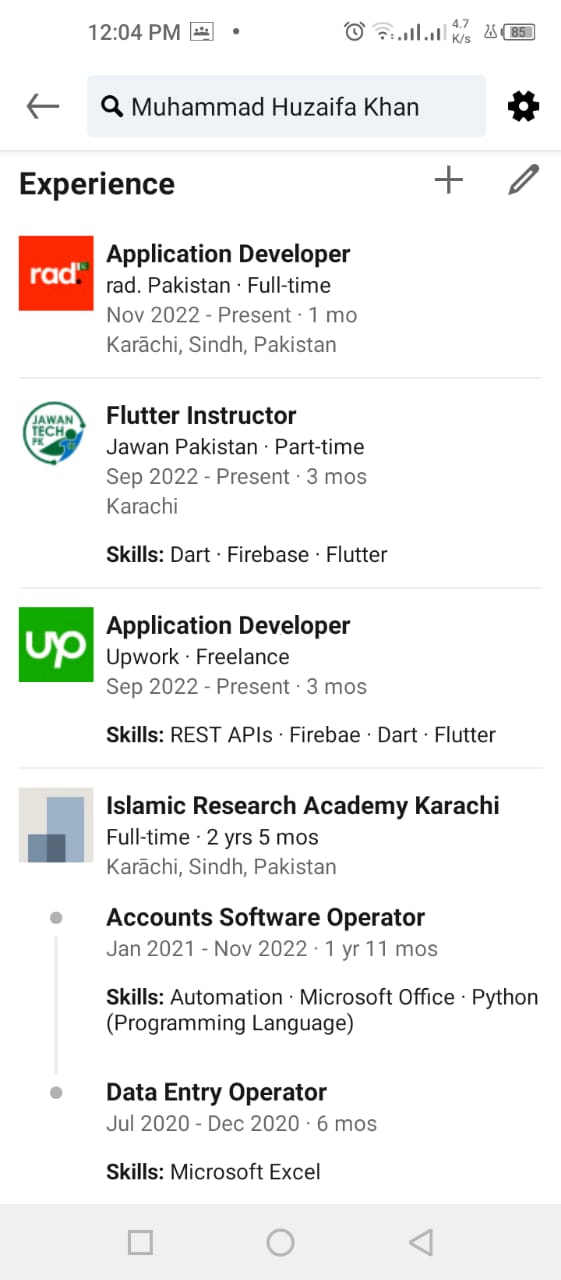 12:04 PM
4.7
K/s
85
Muhammad Huzaifa Khan
Experience
rad.
Application Developer
rad. Pakistan · Full-time
Nov 2022 - Present · 1 mo
Karāchi, Sindh, Pakistan
JAWAN
TECH
PK
Flutter Instructor
Jawan Pakistan · Part-time
Sep 2022 - Present · 3 mos
Karachi
Skills: Dart · Firebase · Flutter
up
Application Developer
Upwork · Freelance
Sep 2022 - Present · 3 mos
Skills: REST APIs · Firebae · Dart · Flutter
Islamic Research Academy Karachi
Full-time · 2 yrs 5 mos
Karāchi, Sindh, Pakistan
Accounts Software Operator
Jan 2021 - Nov 2022 · 1 yr 11 mos
Skills: Automation · Microsoft Office · Python
(Programming Language)
Data Entry Operator
Jul 2020 - Dec 2020 · 6 mos
Skills: Microsoft Excel